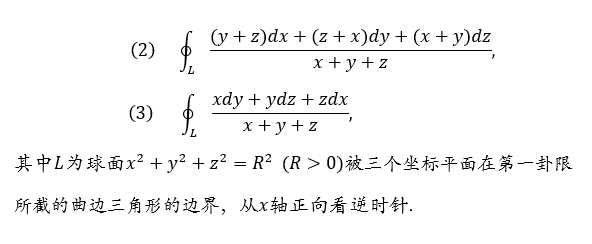 (2) ∮_L ((y + z)dx + (z + x)dy + (x + y)dz)/(x + y + z),
(3) ∮_L (xdy + ydz + zdx)/(x + y + z),
其中L为球面x² + y² + z² = R² (R > 0)被三个坐标平面在第一卦限
所截的曲边三角形的边界，从x轴正向看逆时针.